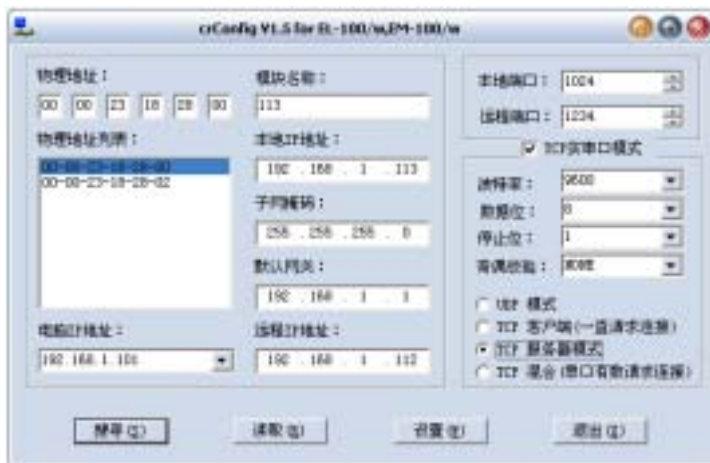 crConfig V1.5 for EL-100/w,EM-100/w
物理地址：
00 00 23 18 28 00
物理地址列表：
00-00-23-18-28-00
00-00-23-18-28-02
电脑IP地址：
192.168.1.101
模块名称：
113
本地IP地址：
192 .168 . 1 .113
子网掩码：
255 .255 .255 . 0
默认网关：
192 .168 . 1 . 1
远程IP地址：
192 .168 . 1 .112
本地端口：1024
远程端口：1234
TCP实串口模式
波特率：9600
数据位：8
停止位：1
奇偶校验：NONE
UDP 模式
TCP 客户端(一直请求连接)
TCP 服务器模式
TCP 混合(串口有数请求连接)
搜寻
读取
设置
退出